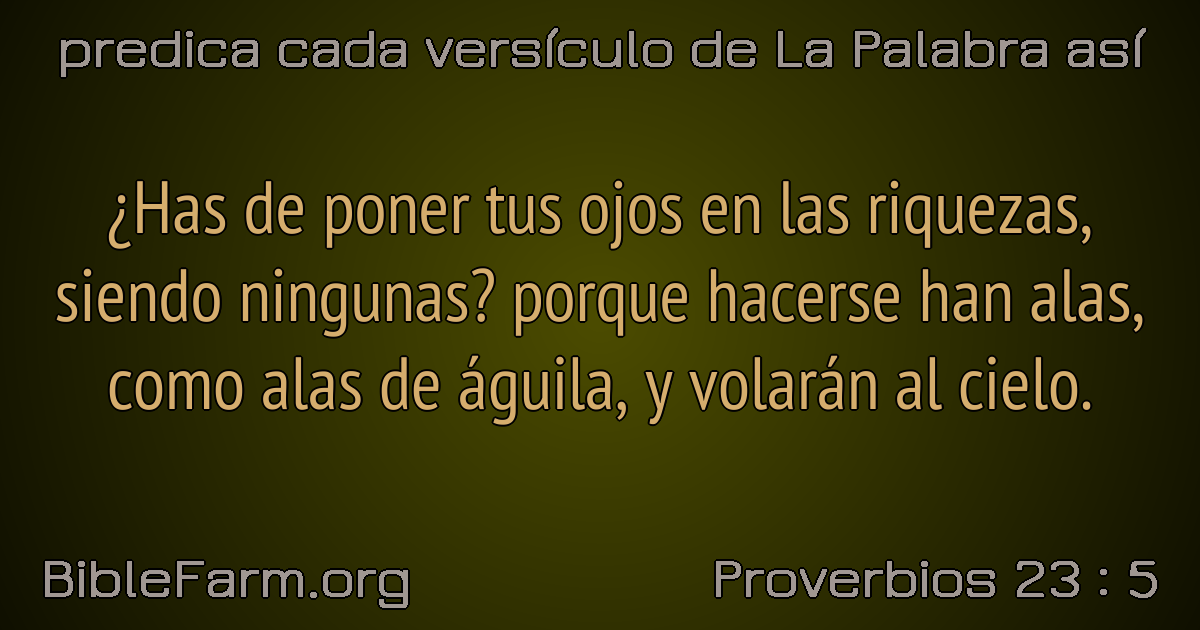 predica cada versículo de La Palabra así
¿Has de poner tus ojos en las riquezas,
siendo ningunas? porque hacerse han alas,
como alas de águila, y volarán al cielo.
BibleFarm.org
Proverbios 23 : 5